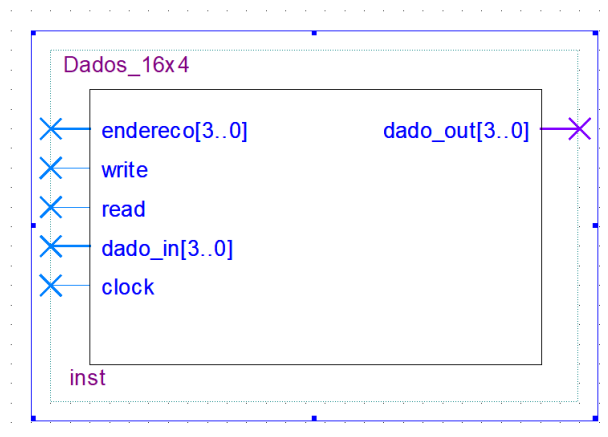 Dados_16x4
endereco[3..0] dado_out[3..0]
write
read
dado_in[3..0]
clock
inst